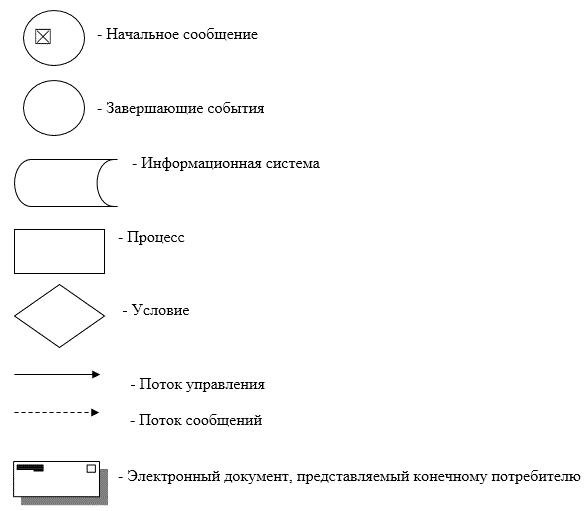 - Начальное сообщение
- Завершающие события
- Информационная система
- Процесс
- Условие
- Поток управления
- Поток сообщений
- Электронный документ, представляемый конечному потребителю